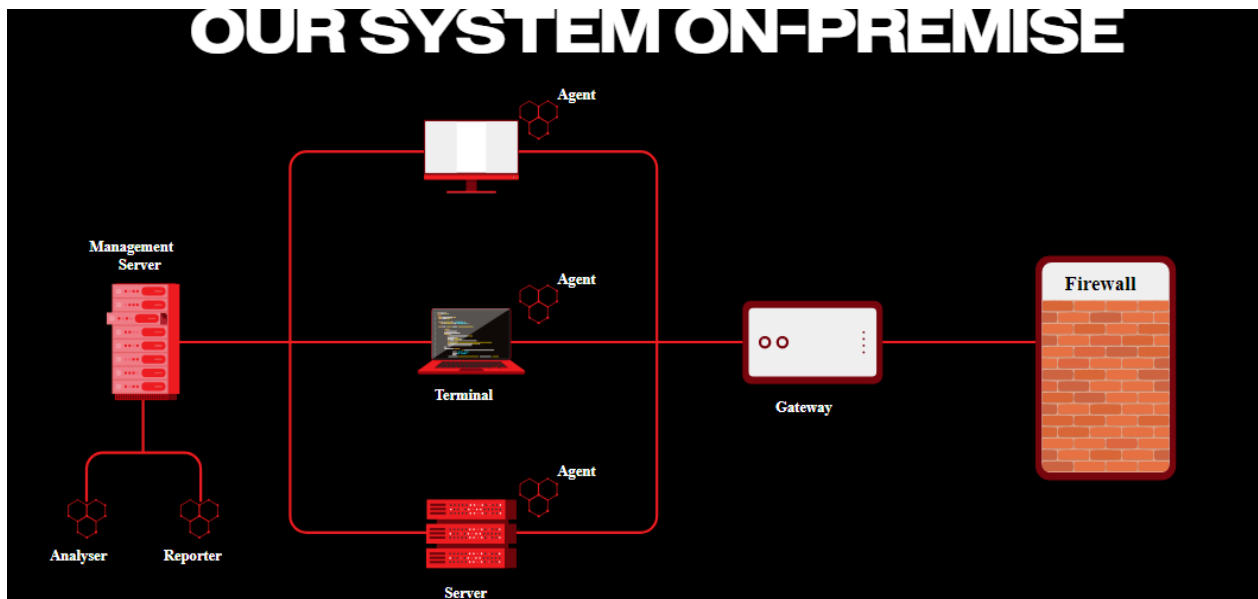 OUR SYSTEM ON-PREMISE
Agent
Management
Server
Agent
Firewall
Terminal
Gateway
Agent
Analyser
Reporter
Server